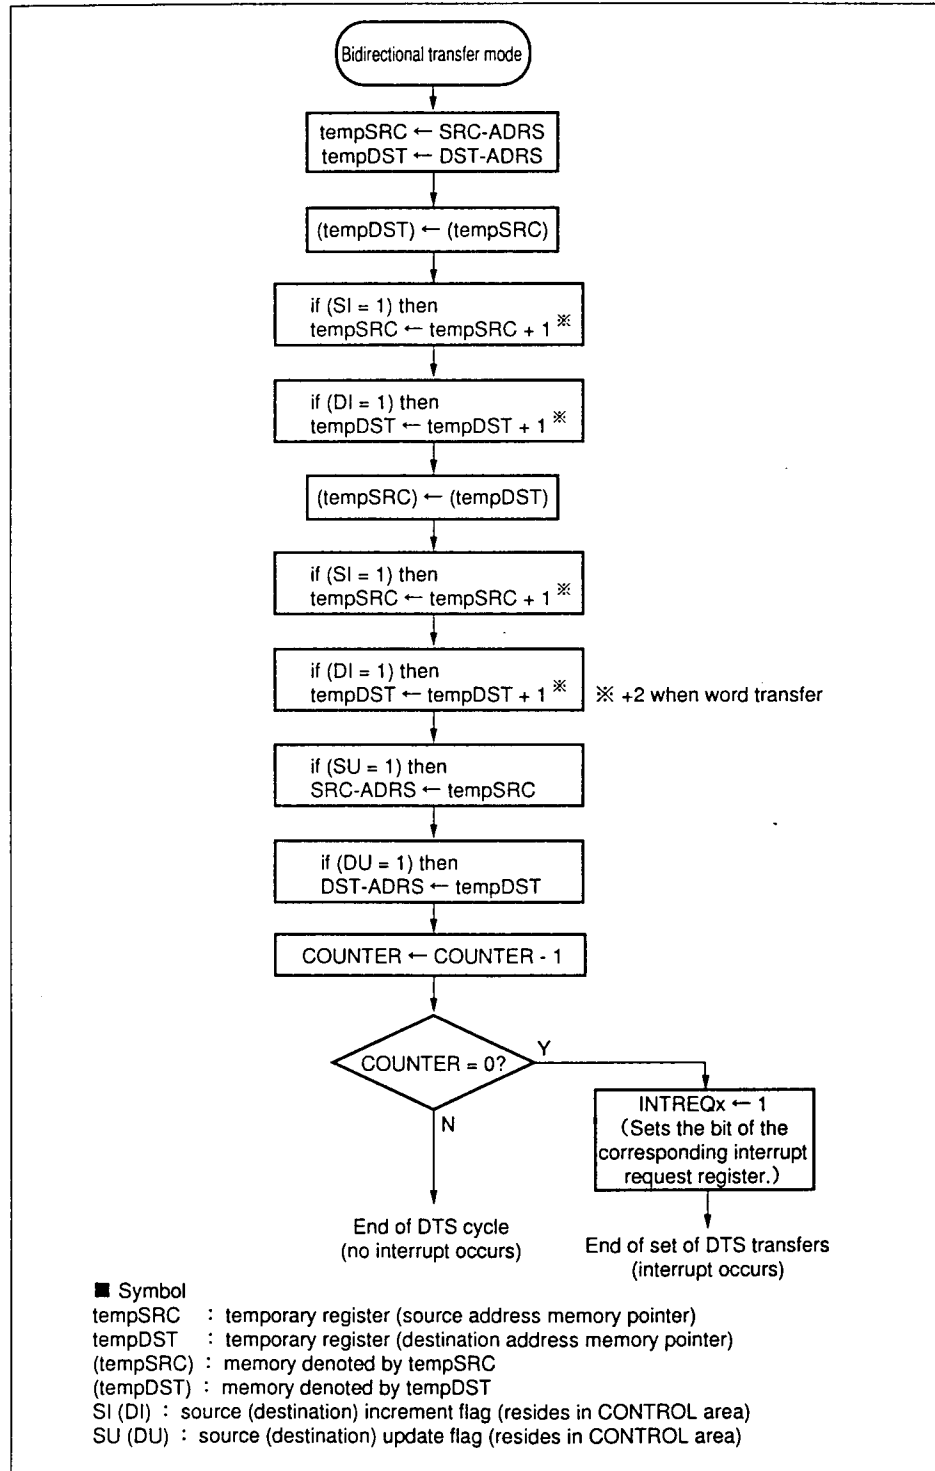 Bidirectional transfer mode
tempSRC ← SRC-ADRS
tempDST ← DST-ADRS
(tempDST) ← (tempSRC)
if (SI = 1) then
tempSRC ← tempSRC + 1 ※
if (DI = 1) then
tempDST ← tempDST + 1 ※
(tempSRC) ← (tempDST)
if (SI = 1) then
tempSRC ← tempSRC + 1 ※
if (DI = 1) then
tempDST ← tempDST + 1 ※
※ +2 when word transfer
if (SU = 1) then
SRC-ADRS ← tempSRC
if (DU = 1) then
DST-ADRS ← tempDST
COUNTER ← COUNTER - 1
COUNTER = 0?
Y
N
INTREQx ← 1
(Sets the bit of the
corresponding interrupt
request register.)
End of DTS cycle
(no interrupt occurs)
End of set of DTS transfers
(interrupt occurs)
■ Symbol
tempSRC : temporary register (source address memory pointer)
tempDST : temporary register (destination address memory pointer)
(tempSRC) : memory denoted by tempSRC
(tempDST) : memory denoted by tempDST
SI (DI) : source (destination) increment flag (resides in CONTROL area)
SU (DU) : source (destination) update flag (resides in CONTROL area)